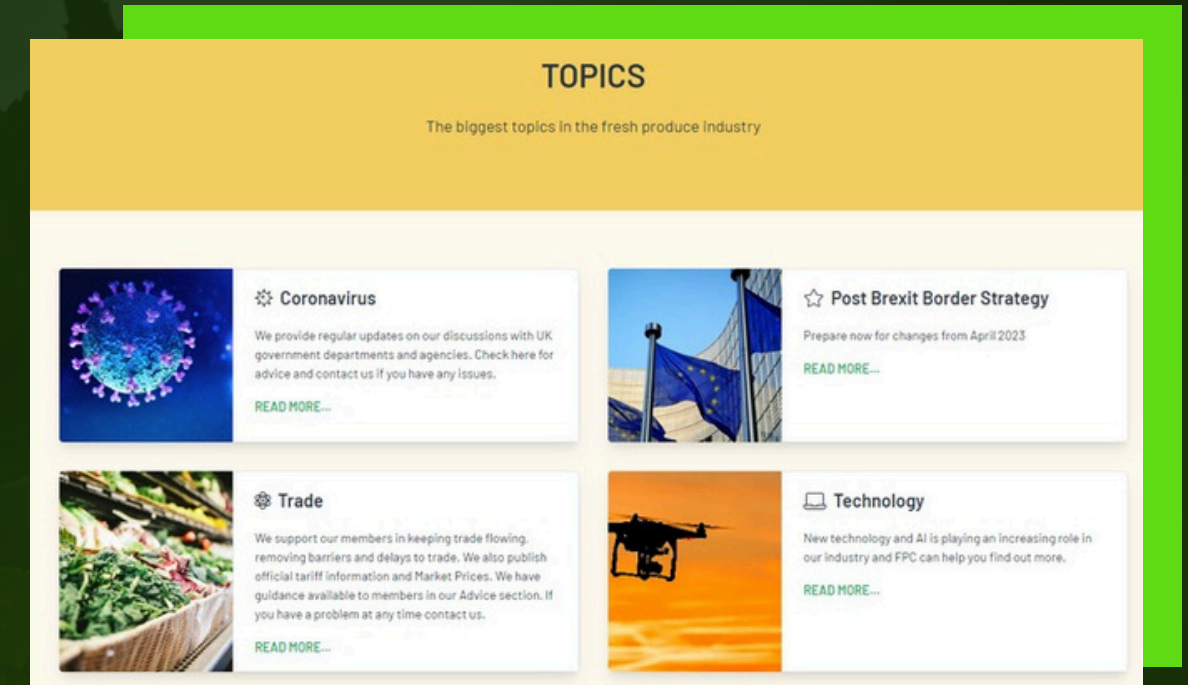 TOPICS
The biggest topics in the fresh produce industry
Coronavirus
We provide regular updates on our discussions with UK
government departments and agencies. Check here for
advice and contact us if you have any issues.
READ MORE...
Post Brexit Border Strategy
Prepare now for changes from April 2023
READ MORE...
Trade
We support our members in keeping trade flowing,
removing barriers and delays to trade. We also publish
official tariff information and Market Prices. We have
guidance available to members in our Advice section. If
you have a problem at any time contact us.
READ MORE...
Technology
New technology and AI is playing an increasing role in
our industry and FPC can help you find out more.
READ MORE...